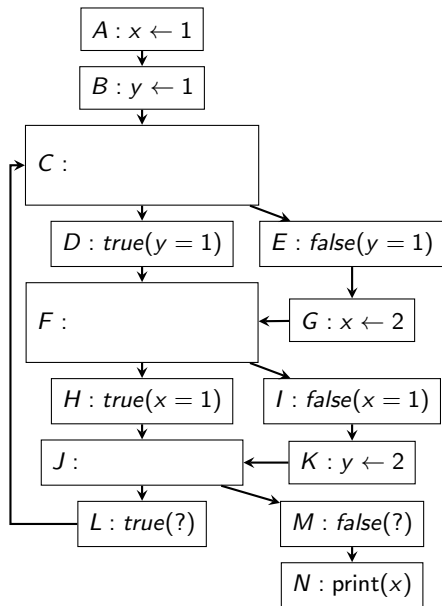 A : x ← 1
B : y ← 1
C :
D : true(y = 1)
E : false(y = 1)
F :
G : x ← 2
H : true(x = 1)
I : false(x = 1)
J :
K : y ← 2
L : true(?)
M : false(?)
N : print(x)